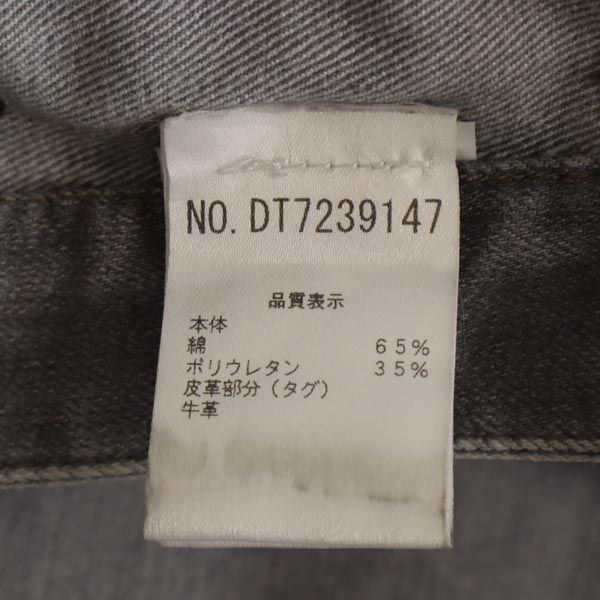 NO. DT7239147
品質表示
本体
綿 65%
ポリウレタン 35%
皮革部分(タグ)
牛革